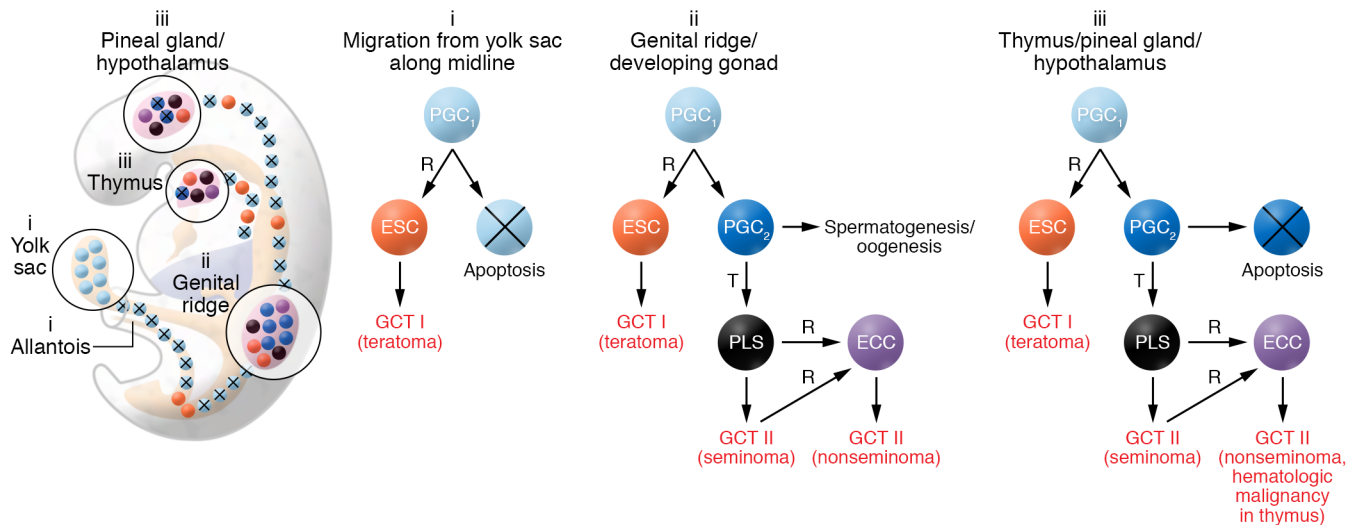 iii
Pineal gland/
hypothalamus
iii
Thymus
i
Yolk
sac
ii
Genital
ridge
i
Allantois
i
Migration from yolk sac
along midline
PGC₁
R
ESC
Apoptosis
GCT I
(teratoma)
ii
Genital ridge/
developing gonad
PGC₁
R
ESC
PGC₂
Spermatogenesis/
oogenesis
T
GCT I
(teratoma)
PLS
R
ECC
R
GCT II
(seminoma)
GCT II
(nonseminoma)
iii
Thymus/pineal gland/
hypothalamus
PGC₁
R
ESC
PGC₂
Apoptosis
T
GCT I
(teratoma)
PLS
R
ECC
R
GCT II
(seminoma)
GCT II
(nonseminoma,
hematologic
malignancy
in thymus)